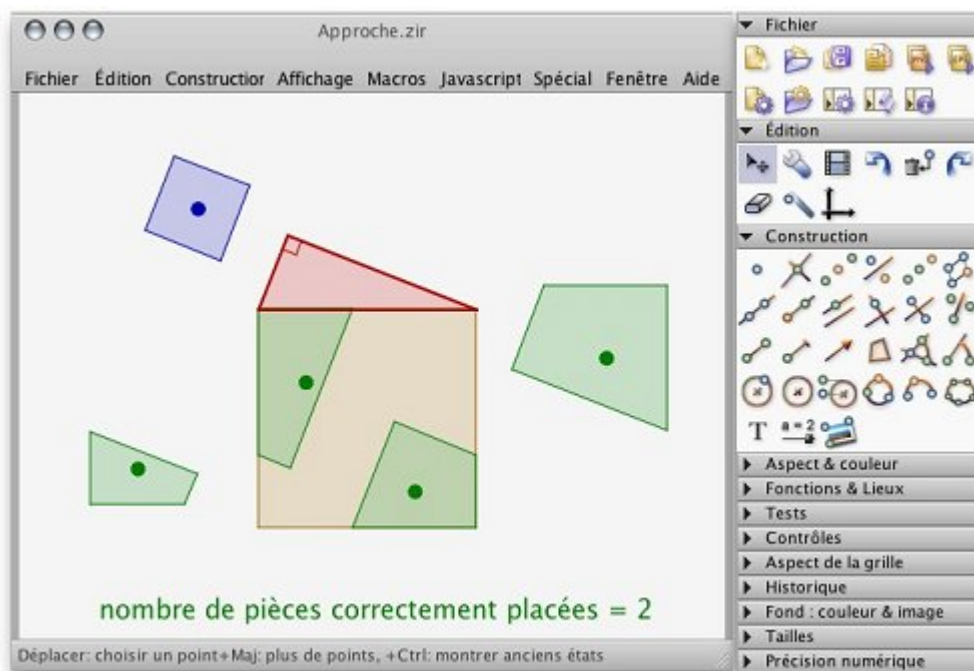 Approche.zir
Fichier Édition Construction Affichage Macros Javascript Spécial Fenêtre Aide
nombre de pièces correctement placées = 2
Déplacer: choisir un point+Maj: plus de points, +Ctrl: montrer anciens états
Fichier
Édition
Construction
T a = 2
Aspect & couleur
Fonctions & Lieux
Tests
Contrôles
Aspect de la grille
Historique
Fond : couleur & image
Tailles
Précision numérique